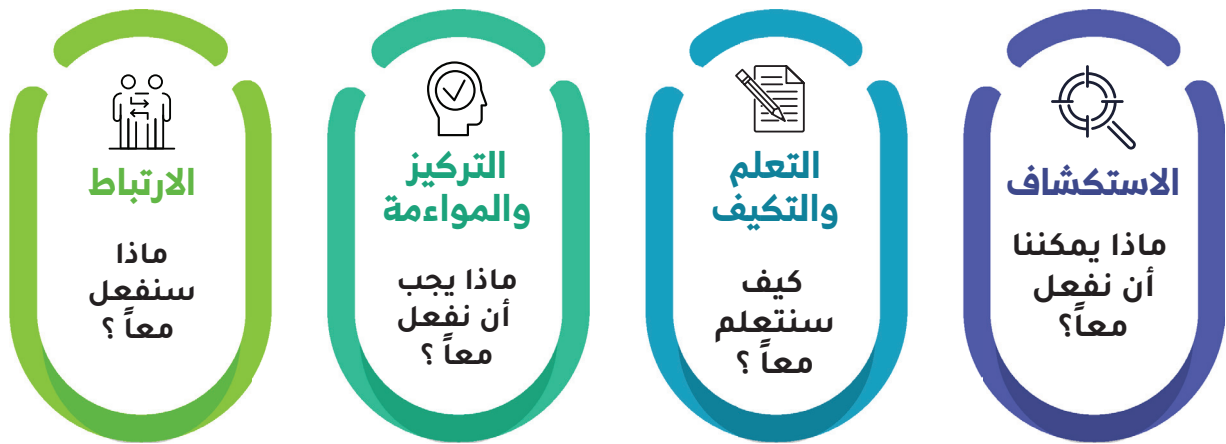 الاستكشاف
ماذا يمكننا
أن نفعل
معاً؟
التعلم
والتكيف
كيف
سنتعلم
معاً ؟
التركيز
والمواءمة
ماذا يجب
أن نفعل
معاً ؟
الارتباط
ماذا
سنفعل
معاً ؟